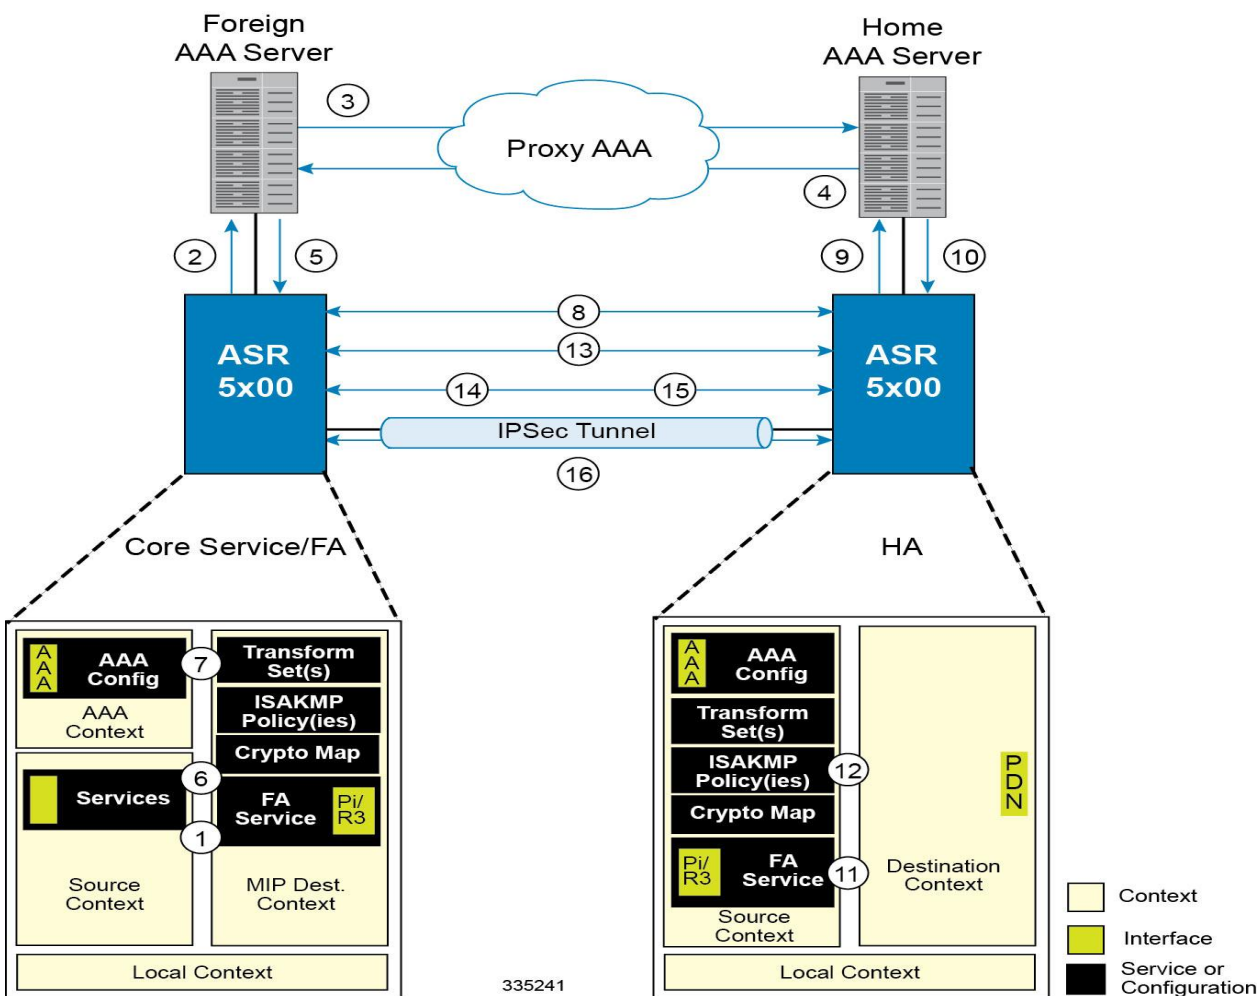 Foreign
AAA Server
Home
AAA Server
3
Proxy AAA
4
2
5
9
10
8
ASR
5x00
13
ASR
5x00
14
15
IPSec Tunnel
16
Core Service/FA
HA
AAA
AAA
Config
7
Transform
Set(s)
AAA
Context
ISAKMP
Policy(ies)
Crypto Map
6
Services
FA
Service
Pi/
R3
1
Source
Context
MIP Dest.
Context
Local Context
AAA
AAA
Config
Transform
Set(s)
ISAKMP
Policy(ies)
12
Crypto Map
Pi/
R3
FA
Service
11
Source
Context
PDN
Destination
Context
Local Context
335241
Context
Interface
Service or
Configuration